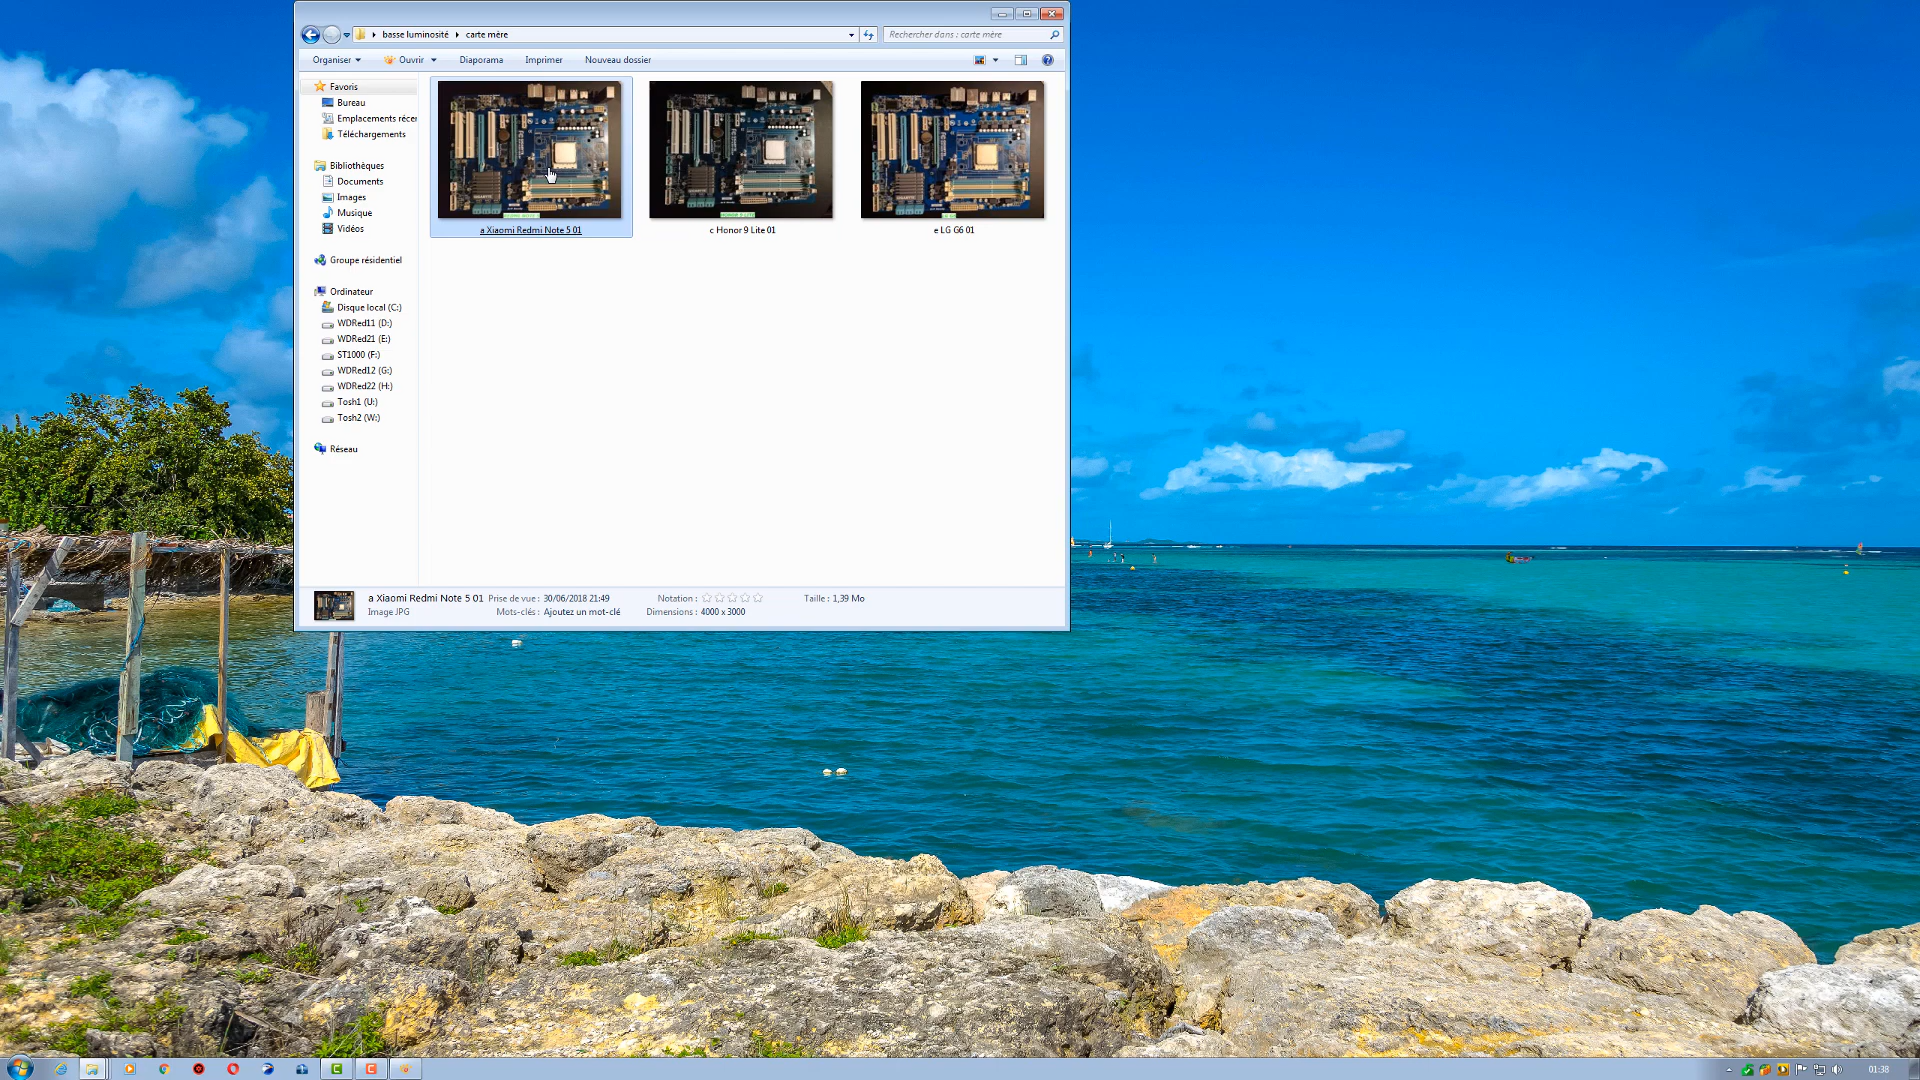 basse luminosité
carte mère
Rechercher dans : carte mère
Organiser
Ouvrir
Diaporama
Imprimer
Nouveau dossier
Favoris
Bureau
Emplacements récen
Téléchargements
Bibliothèques
Documents
Images
Musique
Vidéos
Groupe résidentiel
Ordinateur
Disque local (C:)
WDRed11 (D:)
WDRed21 (E:)
ST1000 (F:)
WDRed12 (G:)
WDRed22 (H:)
Tosh1 (U:)
Tosh2 (W:)
Réseau
a Xiaomi Redmi Note 5 01
c Honor 9 Lite 01
e LG G6 01
a Xiaomi Redmi Note 5 01
Prise de vue : 30/06/2018 21:49
Notation :
Taille : 1,39 Mo
Image JPG
Mots-clés : Ajoutez un mot-clé
Dimensions : 4000 x 3000
01:38